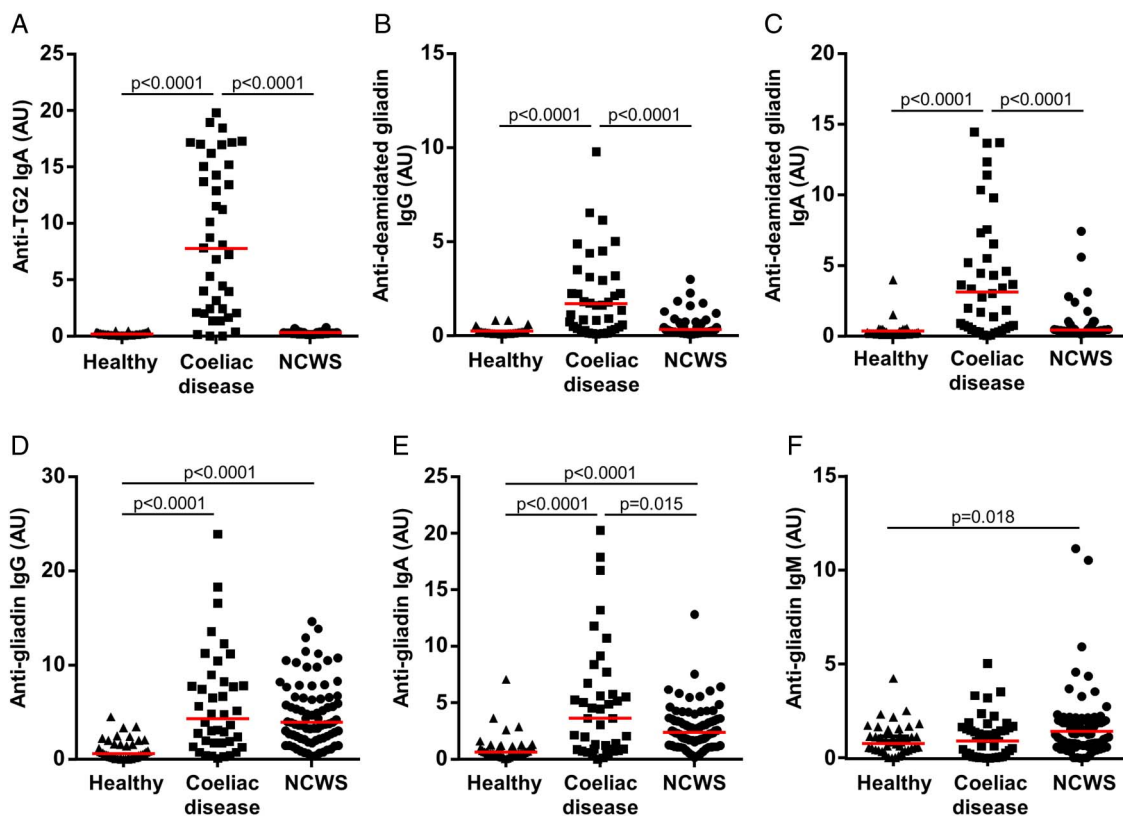 A
Anti-TG2 IgA (AU)
25
20
15
10
5
0
p<0.0001
p<0.0001
Healthy
Coeliac
disease
NCWS
B
Anti-deamidated gliadin
IgG (AU)
15
10
5
0
p<0.0001
p<0.0001
Healthy
Coeliac
disease
NCWS
C
Anti-deamidated gliadin
IgA (AU)
20
15
10
5
0
p<0.0001
p<0.0001
Healthy
Coeliac
disease
NCWS
D
Anti-gliadin IgG (AU)
30
20
10
0
p<0.0001
p<0.0001
Healthy
Coeliac
disease
NCWS
E
Anti-gliadin IgA (AU)
25
20
15
10
5
0
p<0.0001
p<0.0001
p=0.015
Healthy
Coeliac
disease
NCWS
F
Anti-gliadin IgM (AU)
15
10
5
0
p=0.018
Healthy
Coeliac
disease
NCWS